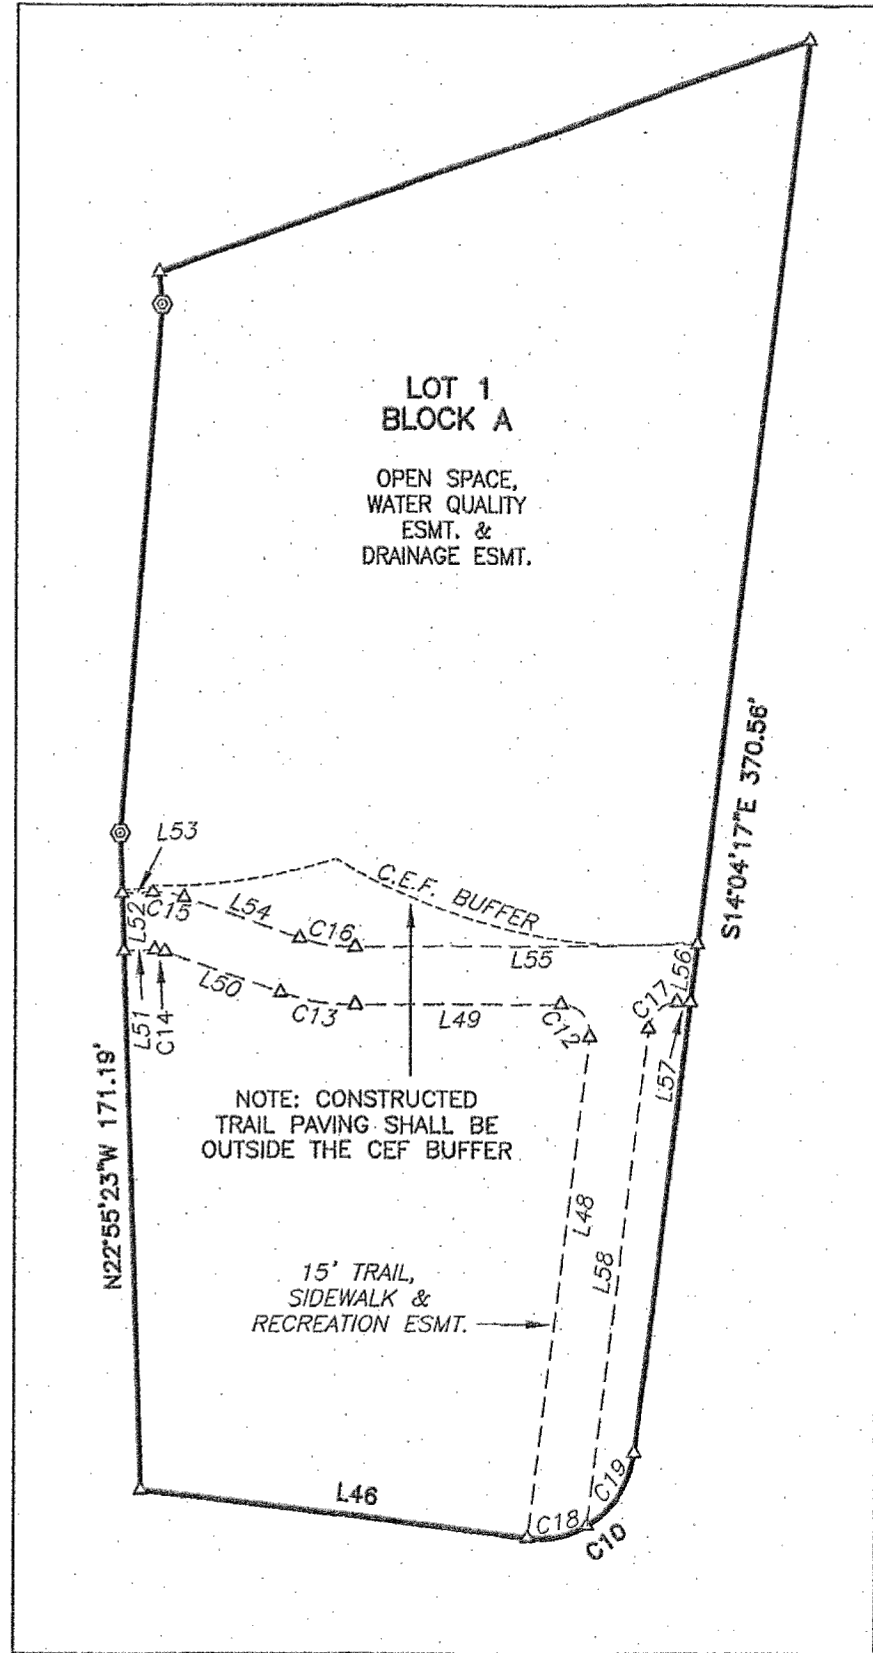 LOT 1
BLOCK A
OPEN SPACE,
WATER QUALITY
ESMT. &
DRAINAGE ESMT.
S14°04'17"E 370.56'
L53
C.E.F. BUFFER
C15
L52
L54
C16
L55
L56
L51
C14
L50
C13
L49
C12
C17
L57
NOTE: CONSTRUCTED
TRAIL PAVING SHALL BE
OUTSIDE THE CEF BUFFER
N22°55'23"W 171.19'
L48
L58
15' TRAIL,
SIDEWALK &
RECREATION ESMT.
L46
C18
C19
C10